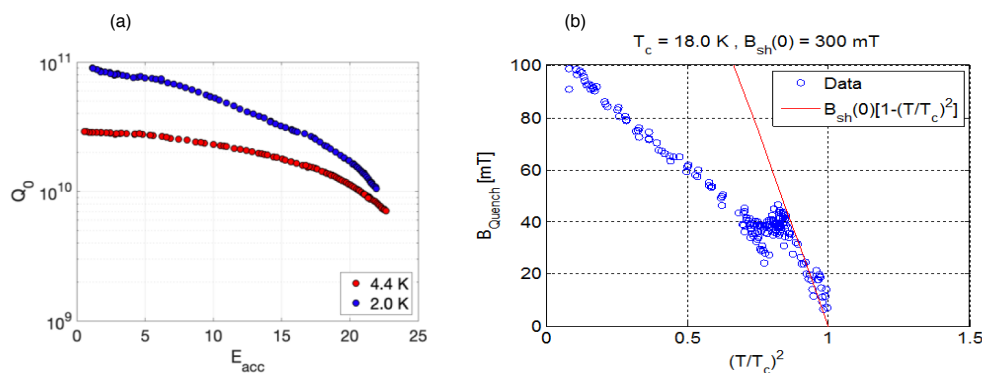 (a)
10^11
10^10
10^9
Q_0
0 5 10 15 20 25
E_acc
4.4 K
2.0 K
(b)
T_c = 18.0 K , B_sh(0) = 300 mT
100
80
60
40
20
0
B_Quench [mT]
0 0.5 1 1.5
(T/T_c)^2
Data
B_sh(0)[1-(T/T_c)^2]